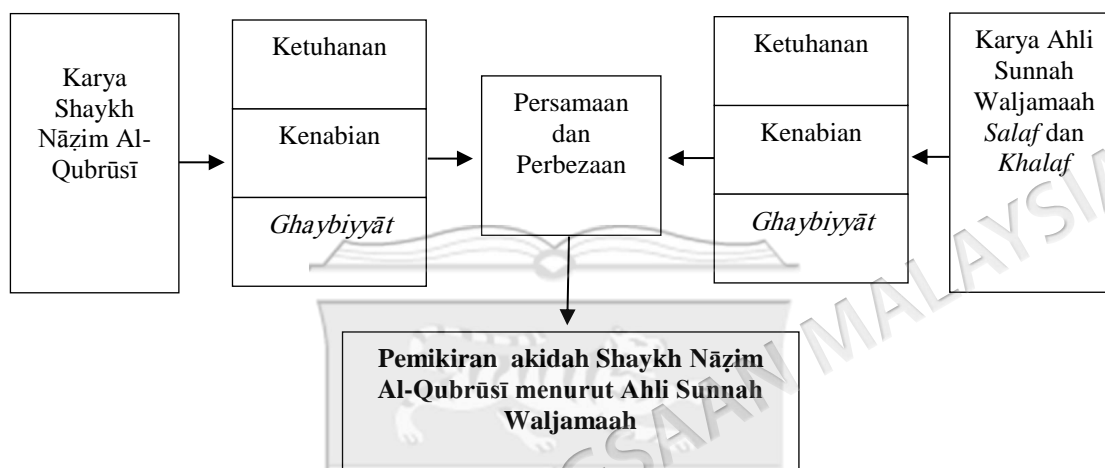 Karya
Shaykh
Nāẓim Al-
Qubrūsī
Ketuhanan
Kenabian
Ghaybiyyāt
Persamaan
dan
Perbezaan
Ketuhanan
Kenabian
Ghaybiyyāt
Karya Ahli
Sunnah
Waljamaah
Salaf dan
Khalaf
Pemikiran akidah Shaykh Nāẓim
Al-Qubrūsī menurut Ahli Sunnah
Waljamaah
MALAYSIA